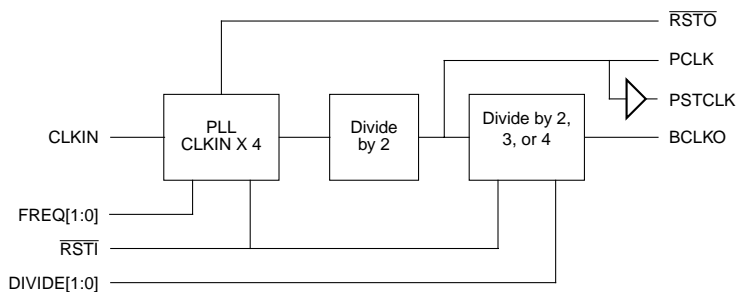 RSTO
PCLK
PSTCLK
CLKIN
PLL
CLKIN X 4
Divide
by 2
Divide by 2,
3, or 4
BCLKO
FREQ[1:0]
RSTI
DIVIDE[1:0]